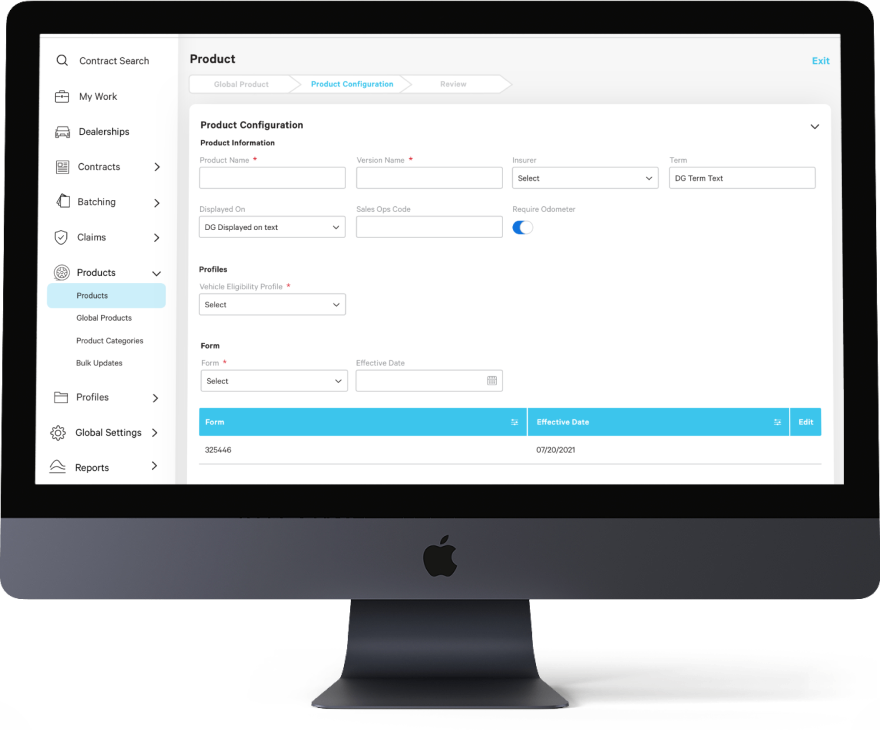 Contract Search
My Work
Dealerships
Contracts
Batching
Claims
Products
Products
Global Products
Product Categories
Bulk Updates
Profiles
Global Settings
Reports
Product
Exit
Global Product
Product Configuration
Review
Product Configuration
Product Information
Product Name *
Version Name *
Insurer
Term
Select
DG Term Text
Displayed On
Sales Ops Code
Require Odometer
DG Displayed on text
Profiles
Vehicle Eligibility Profile *
Select
Form
Form *
Effective Date
Select
Form
Effective Date
Edit
325446
07/20/2021